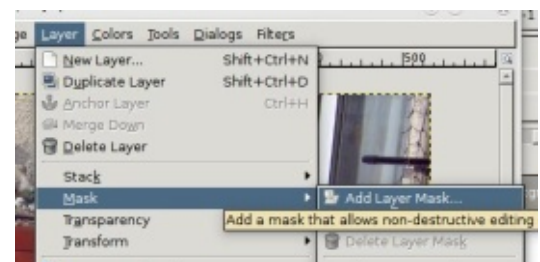 ge Layer Colors Tools Dialogs Filters
New Layer... Shift+Ctrl+N
500
Duplicate Layer Shift+Ctrl+D
Anchor Layer Ctrl+H
Merge Down
Delete Layer
Stack
Mask
Add Layer Mask...
Transparency
Add a mask that allows non-destructive editing
Transform
Delete Layer Mask